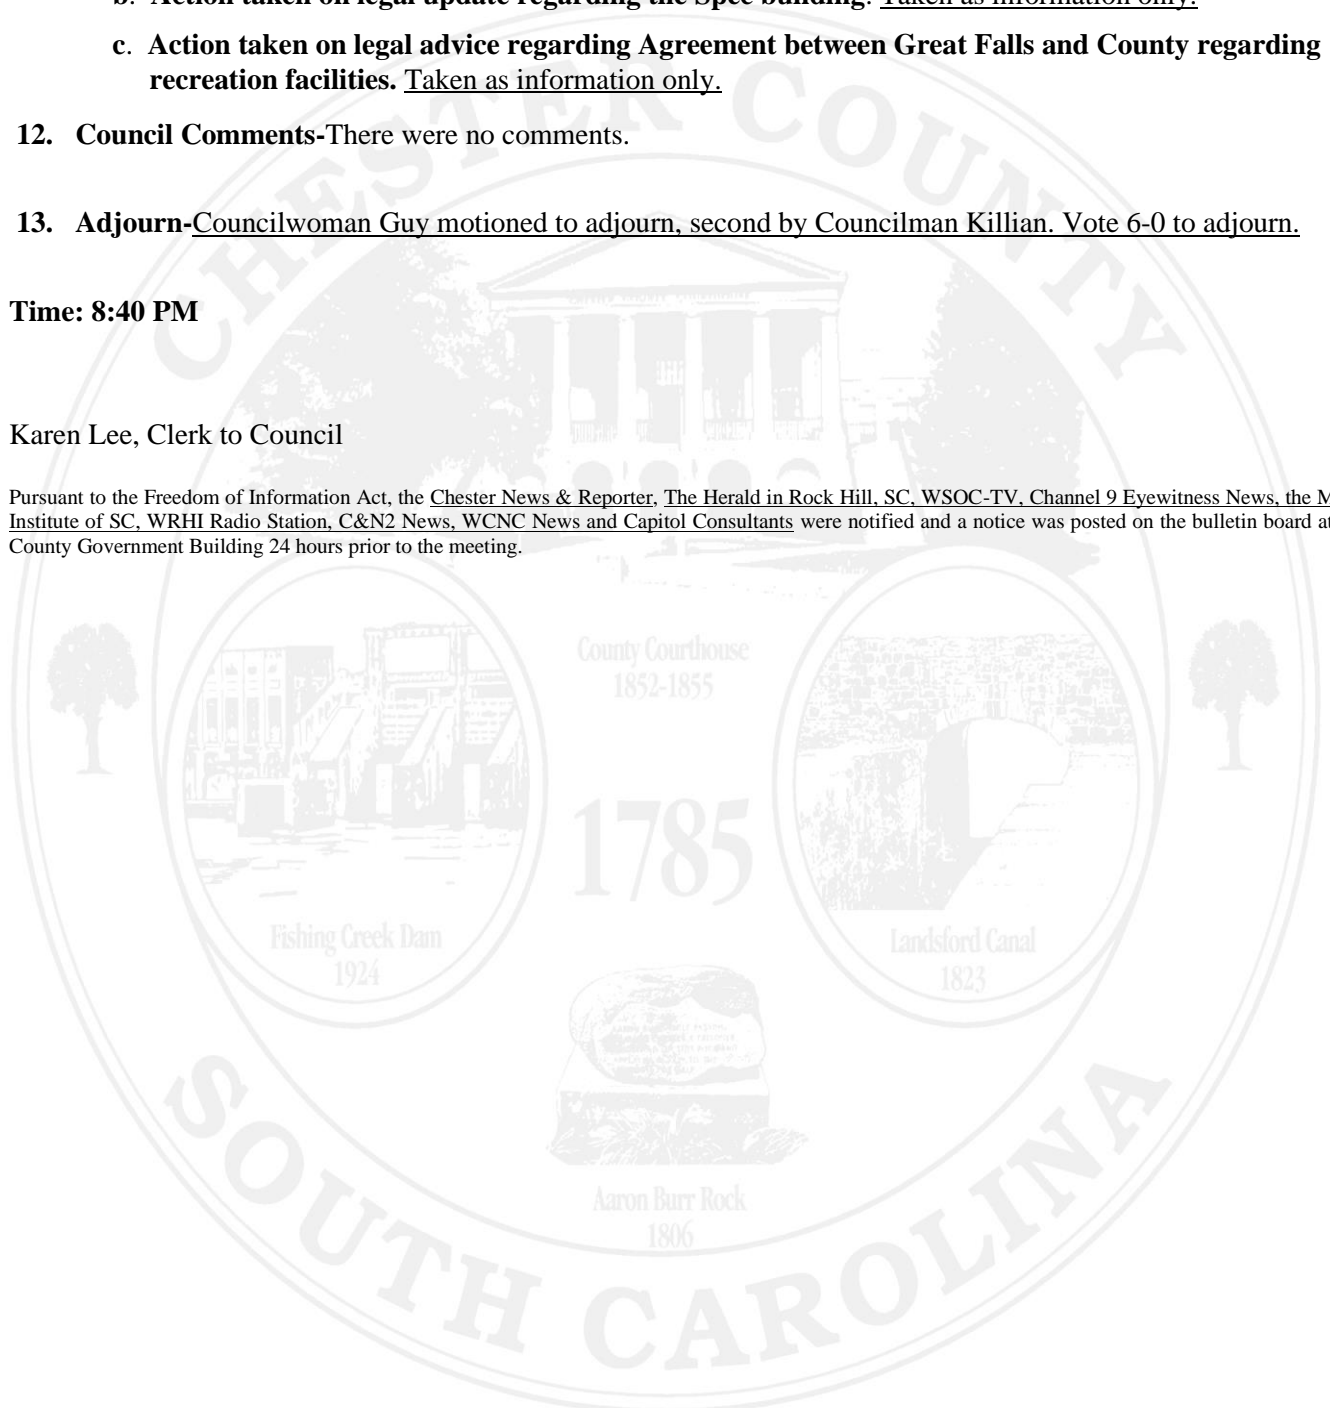 b. Action taken on legal update regarding the Spec building. Taken as information only.
c. Action taken on legal advice regarding Agreement between Great Falls and County regarding
recreation facilities. Taken as information only.
12. Council Comments-There were no comments.
13. Adjourn-Councilwoman Guy motioned to adjourn, second by Councilman Killian. Vote 6-0 to adjourn.
Time: 8:40 PM
Karen Lee, Clerk to Council
Pursuant to the Freedom of Information Act, the Chester News & Reporter, The Herald in Rock Hill, SC, WSOC-TV, Channel 9 Eyewitness News, the M
Institute of SC, WRHI Radio Station, C&N2 News, WCNC News and Capitol Consultants were notified and a notice was posted on the bulletin board at
County Government Building 24 hours prior to the meeting.
CHESTER COUNTY
County Courthouse
1852-1855
1785
Fishing Creek Dam
1924
Landsford Canal
1823
Aaron Burr Rock
1806
SOUTH CAROLINA